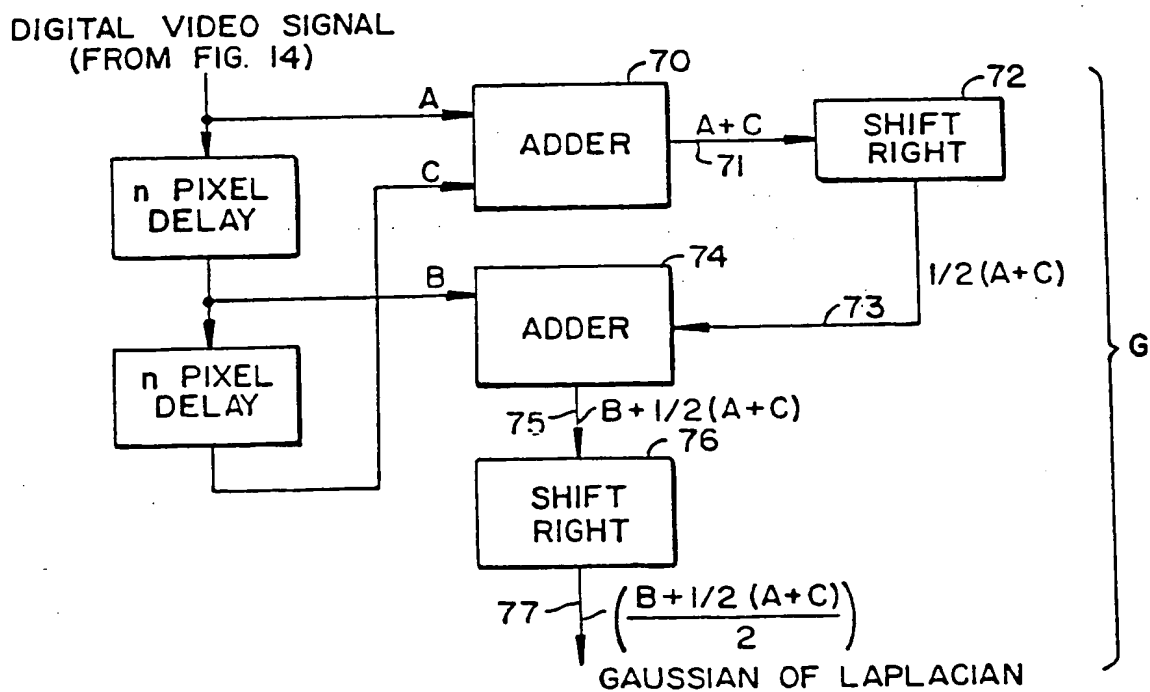 DIGITAL VIDEO SIGNAL
(FROM FIG. 14)
70
72
A
ADDER
A+C
71
SHIFT
RIGHT
n PIXEL
DELAY
C
74
B
ADDER
73
1/2 (A+C)
G
n PIXEL
DELAY
75
B+1/2 (A+C)
76
SHIFT
RIGHT
77
(B+1/2 (A+C)
2)
GAUSSIAN OF LAPLACIAN